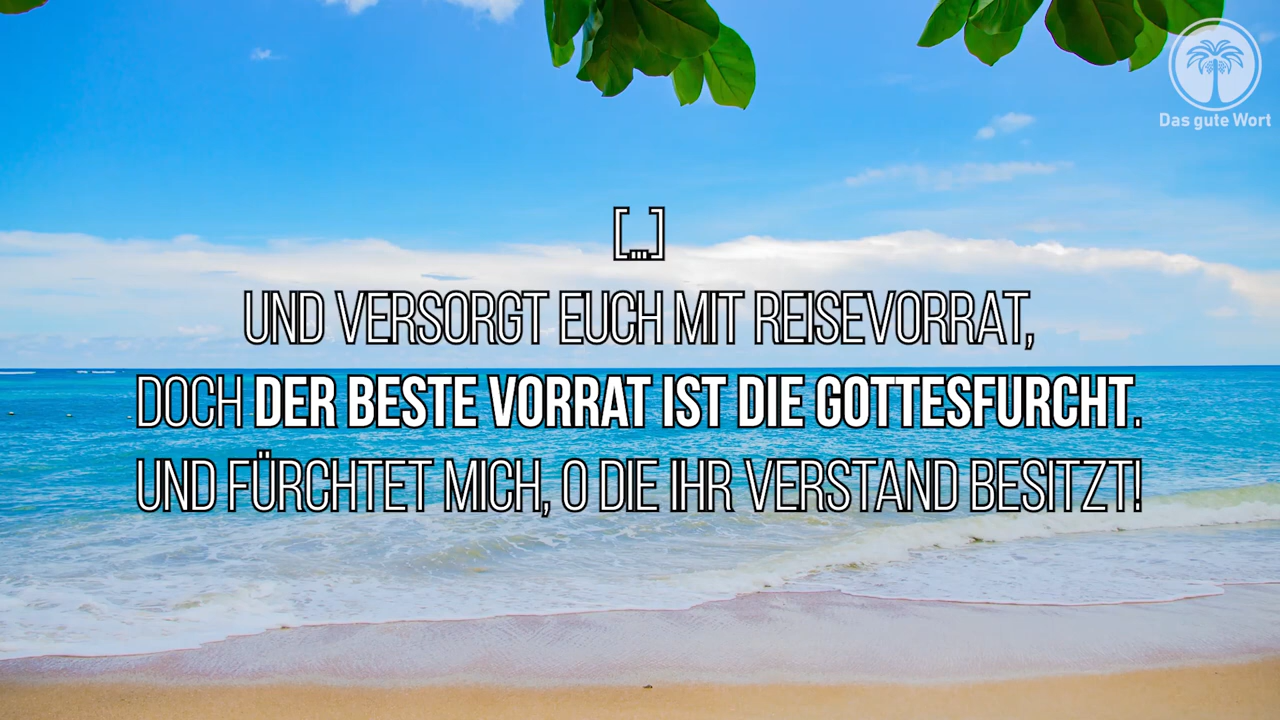 Das gute Wort
[...]
UND VERSORGT EUCH MIT REISEVORRAT,
DOCH DER BESTE VORRAT IST DIE GOTTESFURCHT.
UND FÜRCHTET MICH, O DIE IHR VERSTAND BESITZT!